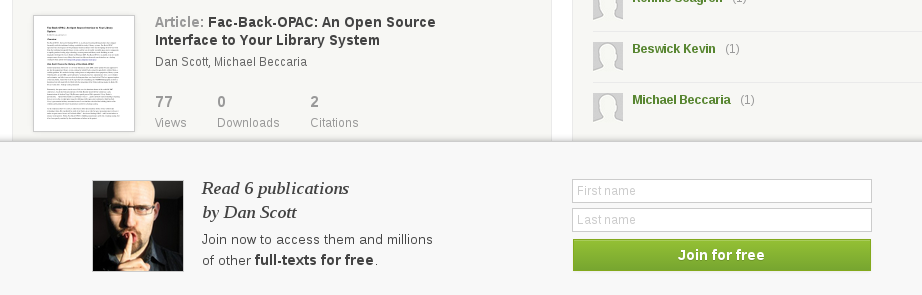 Article: Fac-Back-OPAC: An Open Source
Interface to Your Library System
Dan Scott, Michael Beccaria
77 0 2
Views Downloads Citations
Beswick Kevin (1)
Michael Beccaria (1)
Read 6 publications
by Dan Scott
Join now to access them and millions
of other full-texts for free.
First name
Last name
Join for free